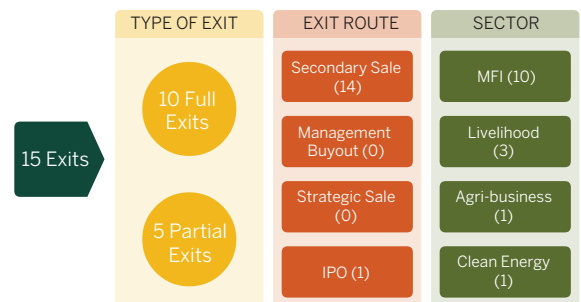 TYPE OF EXIT
EXIT ROUTE
SECTOR
15 Exits
10 Full
Exits
5 Partial
Exits
Secondary Sale
(14)
Management
Buyout (0)
Strategic Sale
(0)
IPO (1)
MFI (10)
Livelihood
(3)
Agri-business
(1)
Clean Energy
(1)